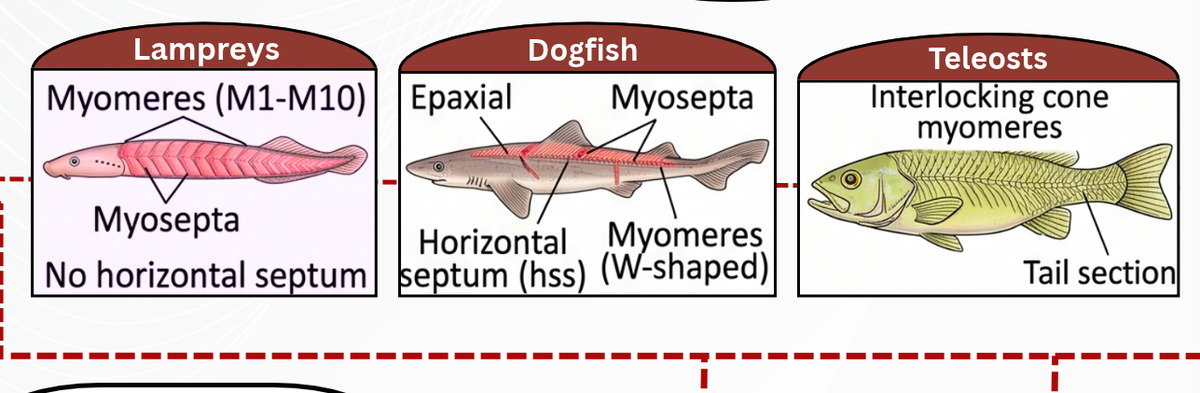 Lampreys
Myomeres (M1-M10)
Myosepta
No horizontal septum
Dogfish
Epaxial
Myosepta
Horizontal
septum (hss)
Myomeres
(W-shaped)
Teleosts
Interlocking cone
myomeres
Tail section